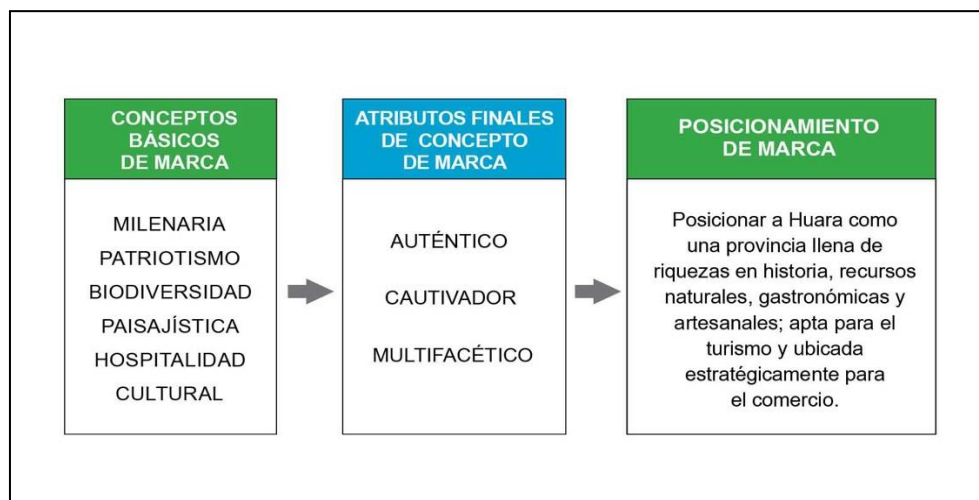 CONCEPTOS
BÁSICOS
DE MARCA
MILENARIA
PATRIOTISMO
BIODIVERSIDAD
PAISAJÍSTICA
HOSPITALIDAD
CULTURAL
ATRIBUTOS FINALES
DE CONCEPTO
DE MARCA
AUTÉNTICO
CAUTIVADOR
MULTIFACÉTICO
POSICIONAMIENTO
DE MARCA
Posicionar a Huara como
una provincia llena de
riquezas en historia, recursos
naturales, gastronómicas y
artesanales; apta para el
turismo y ubicada
estratégicamente para
el comercio.